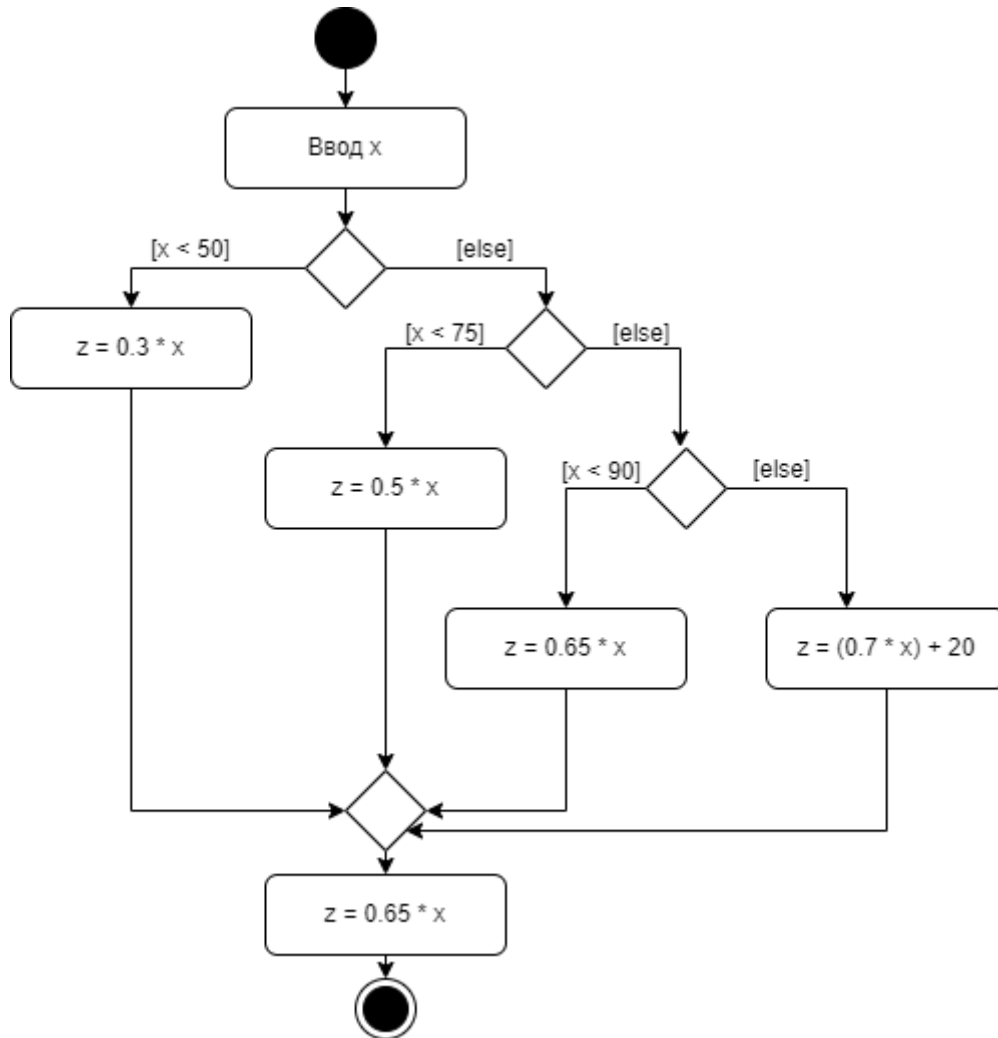 Ввод x
[x < 50]
[else]
z = 0.3 * x
[x < 75]
[else]
z = 0.5 * x
[x < 90]
[else]
z = 0.65 * x
z = (0.7 * x) + 20
z = 0.65 * x